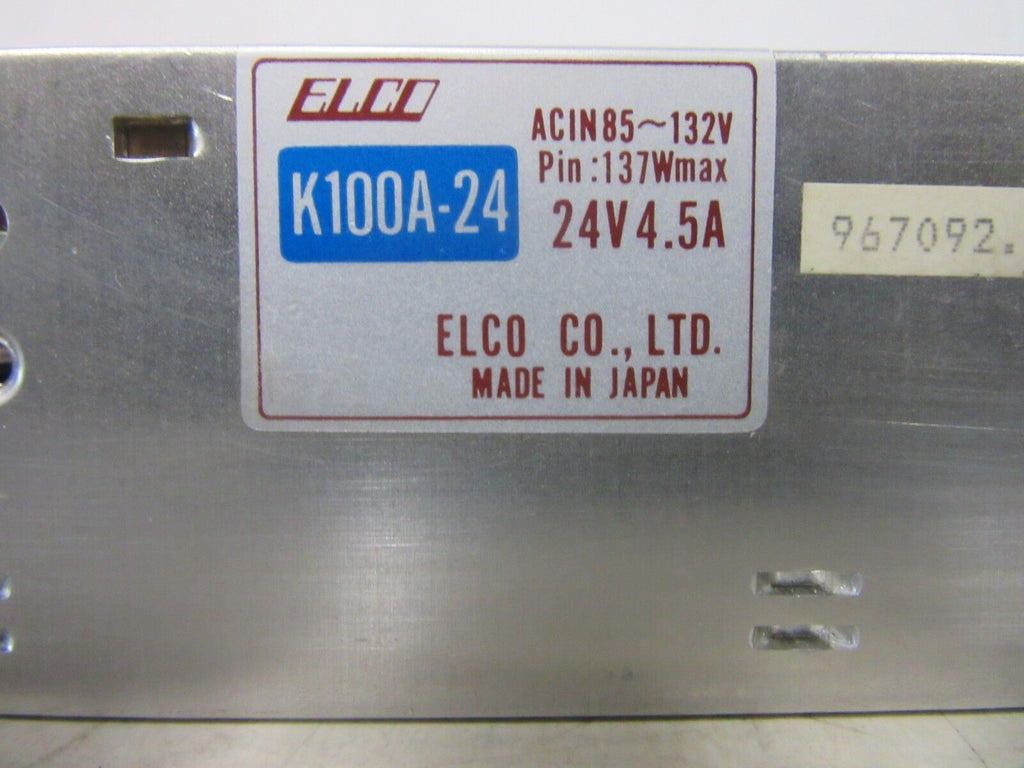 ELCO
K100A-24
ACIN85~132V
Pin:137Wmax
24V4.5A
ELCO CO., LTD.
MADE IN JAPAN
967092.